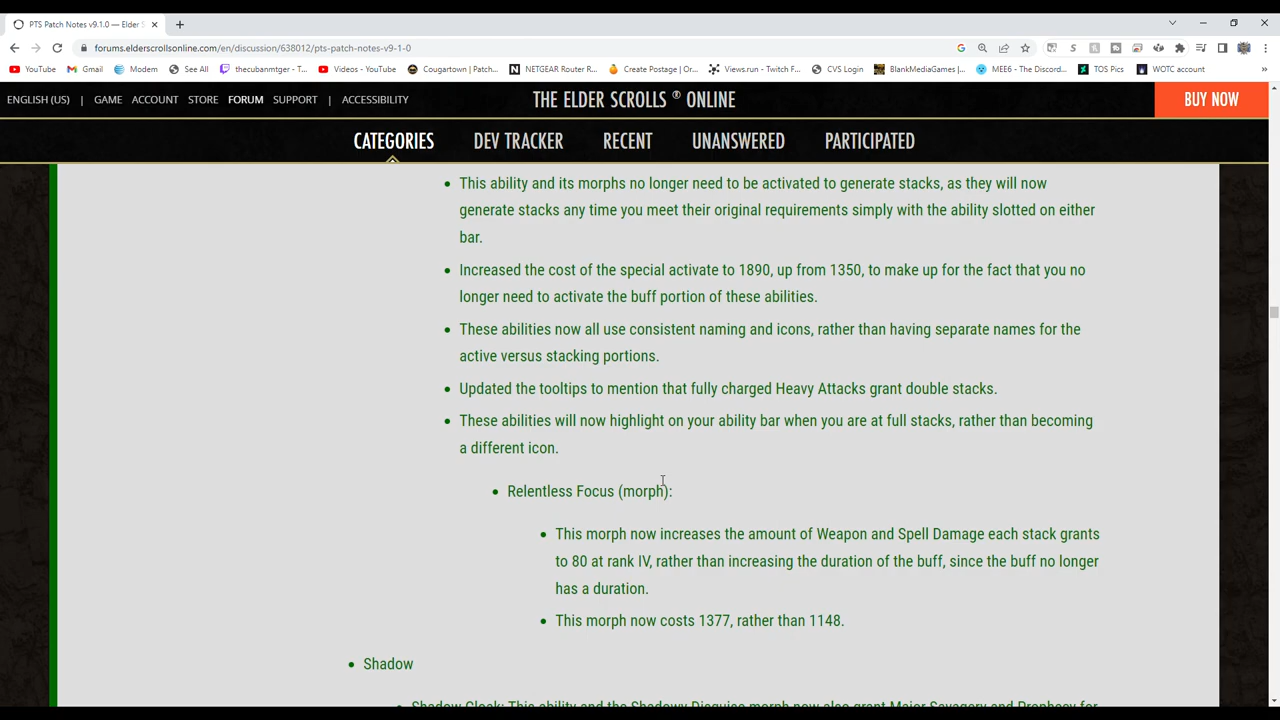 PTS Patch Notes v9.1.0 — Elder S
forums.elderscrollsonline.com/en/discussion/638012/pts-patch-notes-v9-1-0
YouTube Gmail Modem See All thecubanmtger - T... Videos - YouTube Cougartown | Patch... NETGEAR Router R... Create Postage | Or... Views.run - Twitch F... CVS Login BlankMediaGames |... MEE6 - The Discord... TOS Pics WOTC account »
ENGLISH (US) | GAME ACCOUNT STORE FORUM SUPPORT | ACCESSIBILITY THE ELDER SCROLLS ® ONLINE BUY NOW
CATEGORIES DEV TRACKER RECENT UNANSWERED PARTICIPATED
This ability and its morphs no longer need to be activated to generate stacks, as they will now
generate stacks any time you meet their original requirements simply with the ability slotted on either
bar.
Increased the cost of the special activate to 1890, up from 1350, to make up for the fact that you no
longer need to activate the buff portion of these abilities.
These abilities now all use consistent naming and icons, rather than having separate names for the
active versus stacking portions.
Updated the tooltips to mention that fully charged Heavy Attacks grant double stacks.
These abilities will now highlight on your ability bar when you are at full stacks, rather than becoming
a different icon.
Relentless Focus (morph):
This morph now increases the amount of Weapon and Spell Damage each stack grants
to 80 at rank IV, rather than increasing the duration of the buff, since the buff no longer
has a duration.
This morph now costs 1377, rather than 1148.
Shadow
Shadow Cloak: This ability and the Shadowy Disguise morph now also grant Major Savagery and Prophecy for